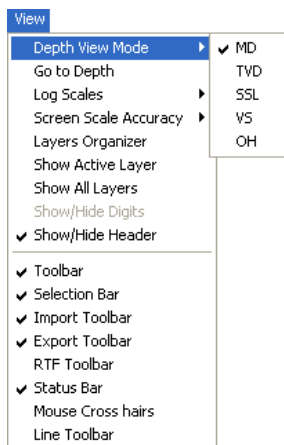 View
Depth View Mode
MD
Go to Depth
TVD
Log Scales
SSL
Screen Scale Accuracy
VS
Layers Organizer
OH
Show Active Layer
Show All Layers
Show/Hide Digits
Show/Hide Header
Toolbar
Selection Bar
Import Toolbar
Export Toolbar
RTF Toolbar
Status Bar
Mouse Cross hairs
Line Toolbar